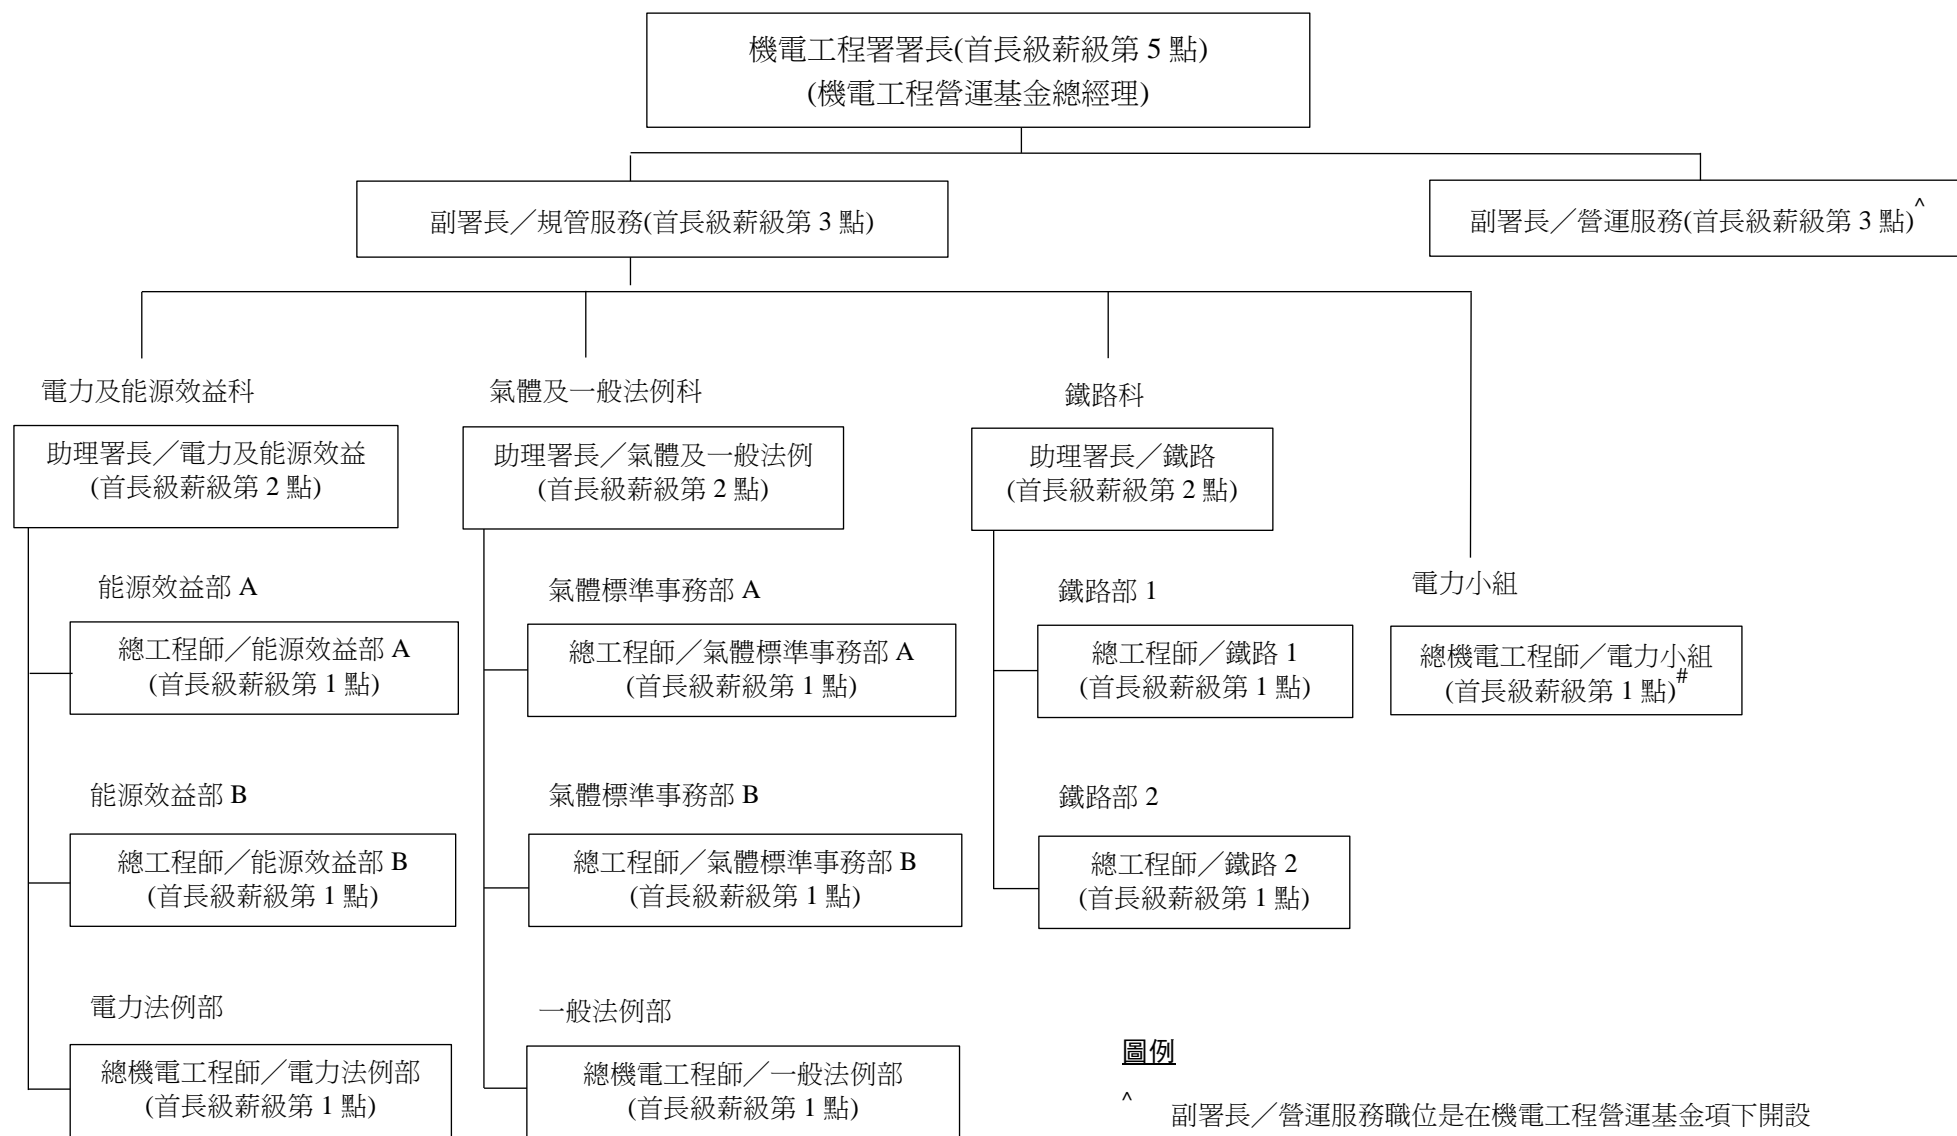 機電工程署署長(首長級薪級第 5 點)
(機電工程營運基金總經理)
副署長／規管服務(首長級薪級第 3 點)
副署長／營運服務(首長級薪級第 3 點)^
電力及能源效益科
助理署長／電力及能源效益
(首長級薪級第 2 點)
能源效益部 A
總工程師／能源效益部 A
(首長級薪級第 1 點)
能源效益部 B
總工程師／能源效益部 B
(首長級薪級第 1 點)
電力法例部
總機電工程師／電力法例部
(首長級薪級第 1 點)
氣體及一般法例科
助理署長／氣體及一般法例
(首長級薪級第 2 點)
氣體標準事務部 A
總工程師／氣體標準事務部 A
(首長級薪級第 1 點)
氣體標準事務部 B
總工程師／氣體標準事務部 B
(首長級薪級第 1 點)
一般法例部
總機電工程師／一般法例部
(首長級薪級第 1 點)
鐵路科
助理署長／鐵路
(首長級薪級第 2 點)
鐵路部 1
總工程師／鐵路 1
(首長級薪級第 1 點)
鐵路部 2
總工程師／鐵路 2
(首長級薪級第 1 點)
電力小組
總機電工程師／電力小組
(首長級薪級第 1 點)#
圖例
^ 副署長／營運服務職位是在機電工程營運基金項下開設